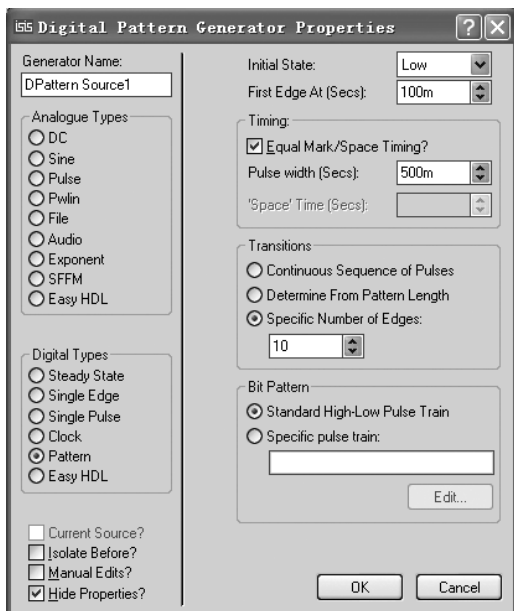 isis Digital Pattern Generator Properties
Generator Name:
DPattern Source1
Analogue Types
DC
Sine
Pulse
Pwlin
File
Audio
Exponent
SFFM
Easy HDL
Digital Types
Steady State
Single Edge
Single Pulse
Clock
Pattern
Easy HDL
Current Source?
Isolate Before?
Manual Edits?
Hide Properties?
Initial State: Low
First Edge At (Secs): 100m
Timing:
Equal Mark/Space Timing?
Pulse width (Secs): 500m
'Space' Time (Secs):
Transitions
Continuous Sequence of Pulses
Determine From Pattern Length
Specific Number of Edges:
10
Bit Pattern
Standard High-Low Pulse Train
Specific pulse train:
Edit...
OK Cancel